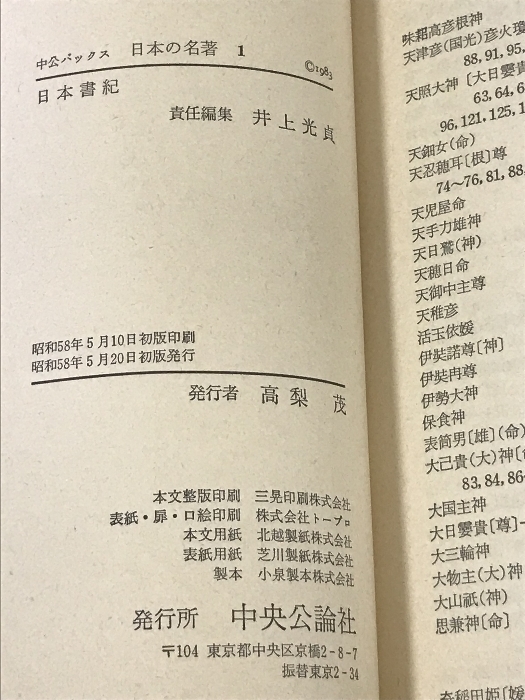 中公バックス 日本の名著 1
©1983
日本書紀
責任編集 井上光貞
昭和58年5月10日初版印刷
昭和58年5月20日初版発行
発行者 高梨 茂
本文整版印刷 三晃印刷株式会社
表紙・扉・口絵印刷 株式会社トープロ
本文用紙 北越製紙株式会社
表紙用紙 芝川製紙株式会社
製本 小泉製本株式会社
発行所 中央公論社
〒104 東京都中央区京橋2-8-7
振替東京2-34
味耜高彦根神
天津彦(国光)彦火瓊
88, 91, 95,
天照大神〔大日孁貴
63, 64, 6
96, 121, 125, 1
天鈿女(命)
天忍穂耳〔根〕尊
74〜76, 81, 88,
天児屋命
天手力雄神
天日鷲(神)
天穂日命
天御中主尊
天稚彦
活玉依媛
伊奘諾尊〔神〕
伊奘冉尊
伊勢大神
保食神
表筒男〔雄〕(命)
大己貴(大)神〔
83, 84, 86
大国主神
大日孁貴〔尊〕
大三輪神
大物主(大)神
大山祇(神)
思兼神〔命〕
奇稲田姫〔媛